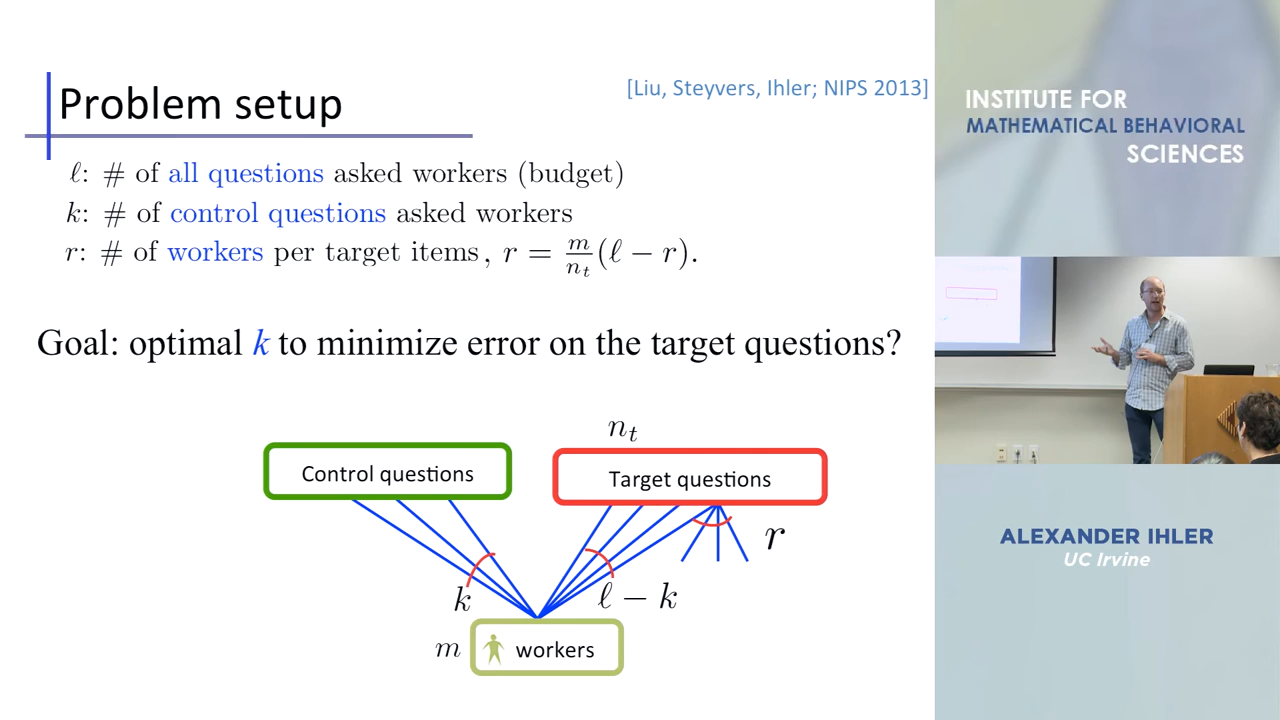 Problem setup
[Liu, Steyvers, Ihler; NIPS 2013]
ℓ: # of all questions asked workers (budget)
k: # of control questions asked workers
r: # of workers per target items, r = m/n_t (ℓ − r).
Goal: optimal k to minimize error on the target questions?
n_t
Control questions
Target questions
r
k
ℓ − k
m
workers
INSTITUTE FOR
MATHEMATICAL BEHAVIORAL
SCIENCES
ALEXANDER IHLER
UC Irvine